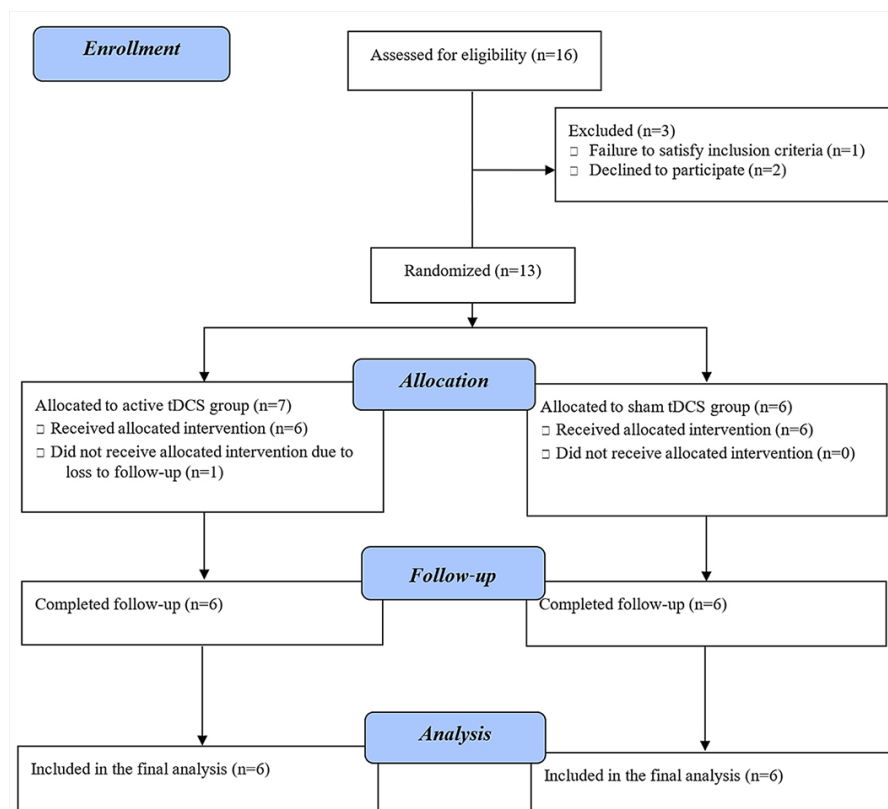 Enrollment
Assessed for eligibility (n=16)
Excluded (n=3)
Failure to satisfy inclusion criteria (n=1)
Declined to participate (n=2)
Randomized (n=13)
Allocation
Allocated to active tDCS group (n=7)
Received allocated intervention (n=6)
Did not receive allocated intervention due to
loss to follow-up (n=1)
Allocated to sham tDCS group (n=6)
Received allocated intervention (n=6)
Did not receive allocated intervention (n=0)
Follow-up
Completed follow-up (n=6)
Completed follow-up (n=6)
Analysis
Included in the final analysis (n=6)
Included in the final analysis (n=6)